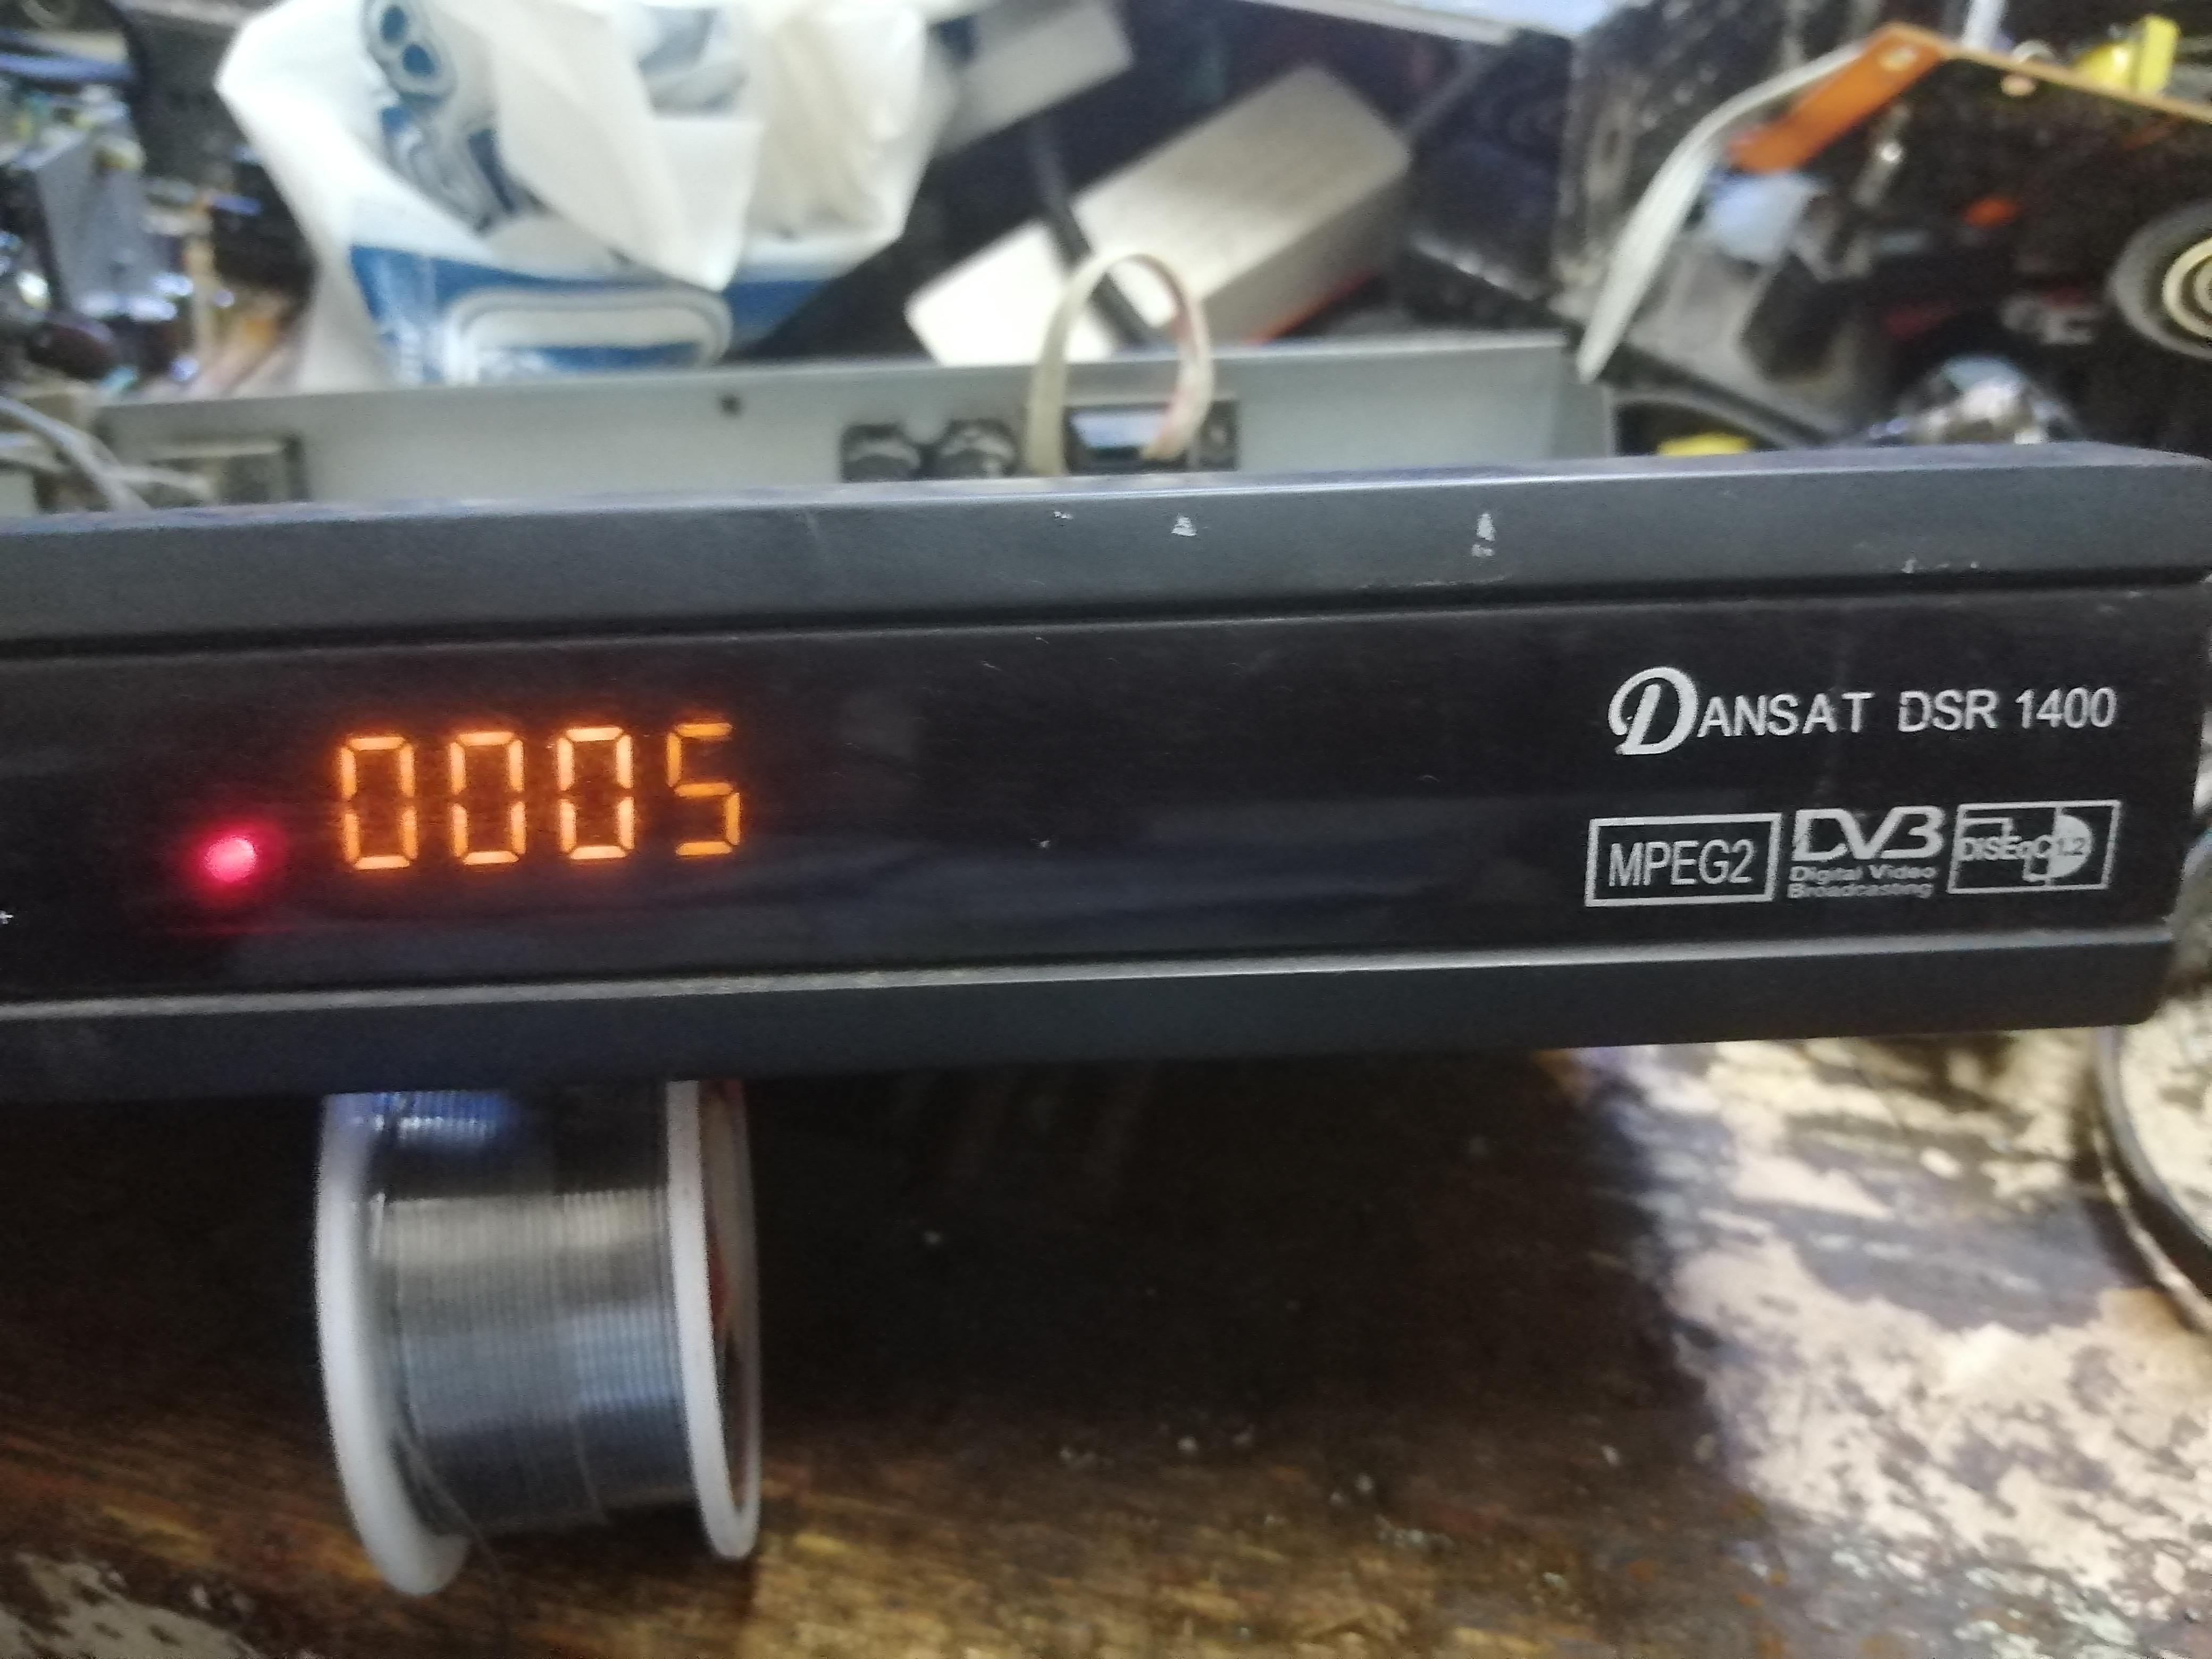 0005
DANSAT DSR 1400
MPEG2
DVB
Digital Video
Broadcasting
DiSEqC 1.2